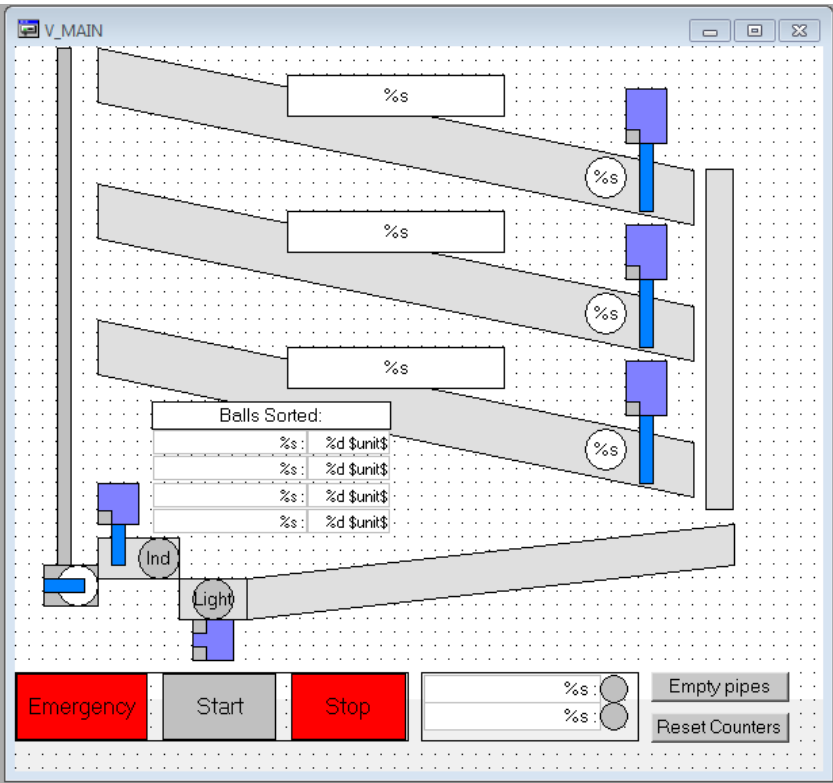 V_MAIN
%s
%s
%s
%s
%s
%s
Balls Sorted:
%s : %d $unit$
%s : %d $unit$
%s : %d $unit$
%s : %d $unit$
Ind
Light
Emergency Start Stop
%s :
%s :
Empty pipes
Reset Counters